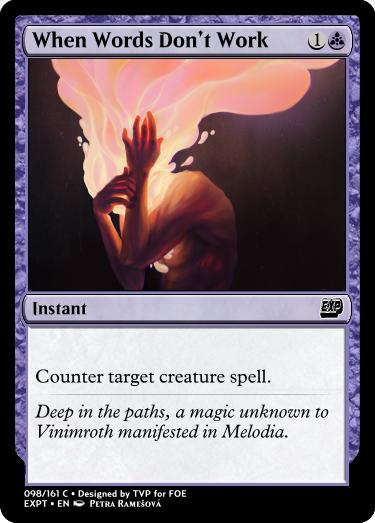 When Words Don't Work 1
Instant EXP
Counter target creature spell.
Deep in the paths, a magic unknown to
Vinimroth manifested in Melodia.
098/161 C • Designed by TVP for FOE
EXPT • EN Petra Ramešová